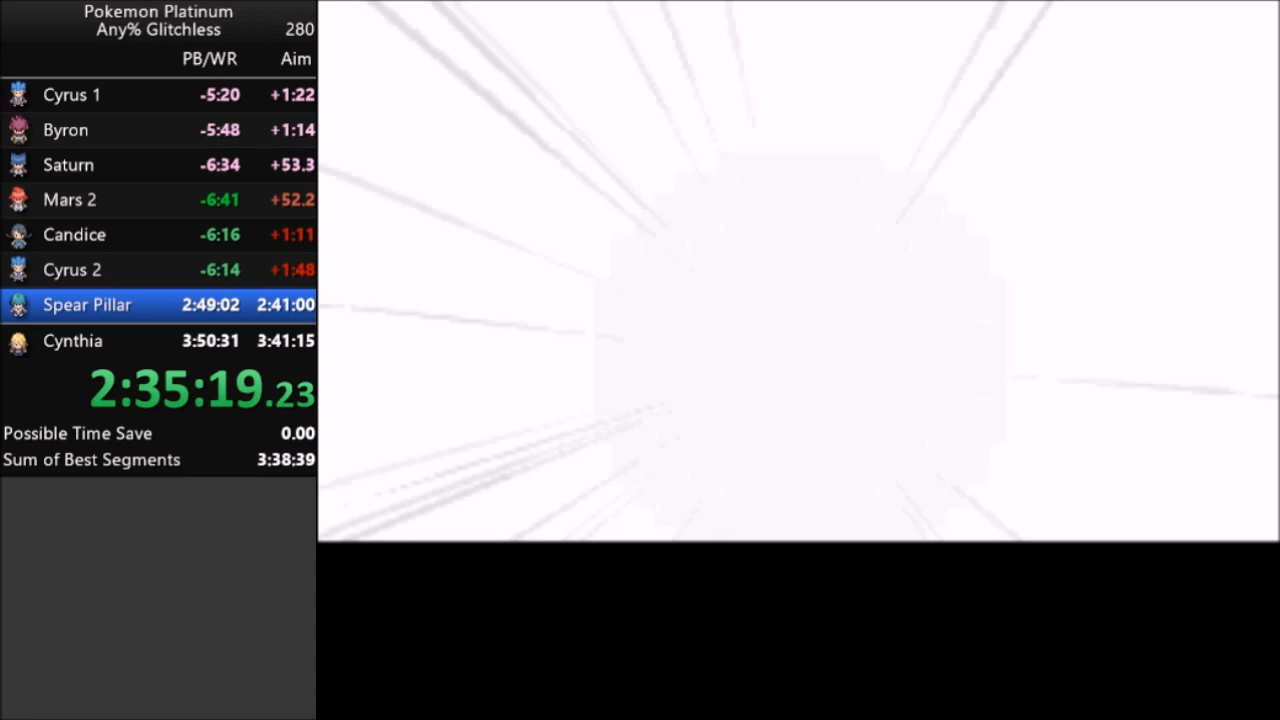 Pokemon Platinum
Any% Glitchless 280
PB/WR Aim
Cyrus 1 -5:20 +1:22
Byron -5:48 +1:14
Saturn -6:34 +53.3
Mars 2 -6:41 +52.2
Candice -6:16 +1:11
Cyrus 2 -6:14 +1:48
Spear Pillar 2:49:02 2:41:00
Cynthia 3:50:31 3:41:15
2:35:19.23
Possible Time Save 0.00
Sum of Best Segments 3:38:39